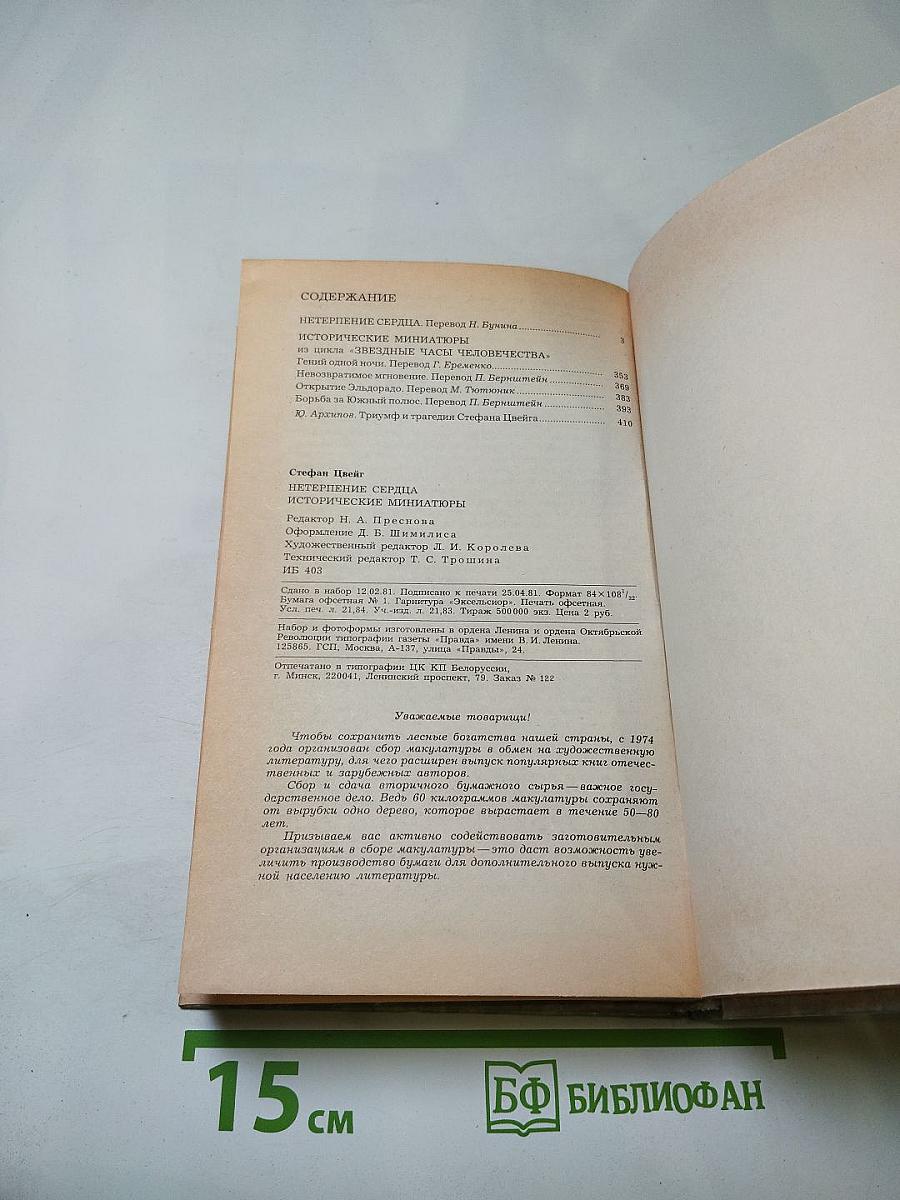 СОДЕРЖАНИЕ
НЕТЕРПЕНИЕ СЕРДЦА. Перевод Н. Бунина .......... 3
ИСТОРИЧЕСКИЕ МИНИАТЮРЫ
из цикла «ЗВЕЗДНЫЕ ЧАСЫ ЧЕЛОВЕЧЕСТВА»
Гений одной ночи. Перевод Г. Еременко .......... 353
Невозвратимое мгновение. Перевод П. Бернштейн .......... 369
Открытие Эльдорадо. Перевод М. Тютюник .......... 383
Борьба за Южный полюс. Перевод П. Бернштейн .......... 393
Ю. Архипов. Триумф и трагедия Стефана Цвейга .......... 410
Стефан Цвейг
НЕТЕРПЕНИЕ СЕРДЦА
ИСТОРИЧЕСКИЕ МИНИАТЮРЫ
Редактор Н. А. Преснова
Оформление Д. Б. Шимилиса
Художественный редактор Л. И. Королева
Технический редактор Т. С. Трошина
ИБ 403
Сдано в набор 12.02.81. Подписано к печати 25.04.81. Формат 84×108¹/₃₂.
Бумага офсетная № 1. Гарнитура «Эксельсиор». Печать офсетная.
Усл. печ. л. 21,84. Уч.-изд. л. 21,83. Тираж 500000 экз. Цена 2 руб.
Набор и фотоформы изготовлены в ордена Ленина и ордена Октябрьской
Революции типографии газеты «Правда» имени В. И. Ленина.
125865. ГСП, Москва, А-137, улица «Правды», 24.
Отпечатано в типографии ЦК КП Белоруссии,
г. Минск, 220041, Ленинский проспект, 79. Заказ № 122
Уважаемые товарищи!
Чтобы сохранить лесные богатства нашей страны, с 1974
года организован сбор макулатуры в обмен на художественную
литературу, для чего расширен выпуск популярных книг отечес-
твенных и зарубежных авторов.
Сбор и сдача вторичного бумажного сырья — важное госу-
дарственное дело. Ведь 60 килограммов макулатуры сохраняют
от вырубки одно дерево, которое вырастает в течение 50—80
лет.
Призываем вас активно содействовать заготовительным
организациям в сборе макулатуры — это даст возможность уве-
личить производство бумаги для дополнительного выпуска нуж-
ной населению литературы.
15 см
БФ БИБЛИОФАН